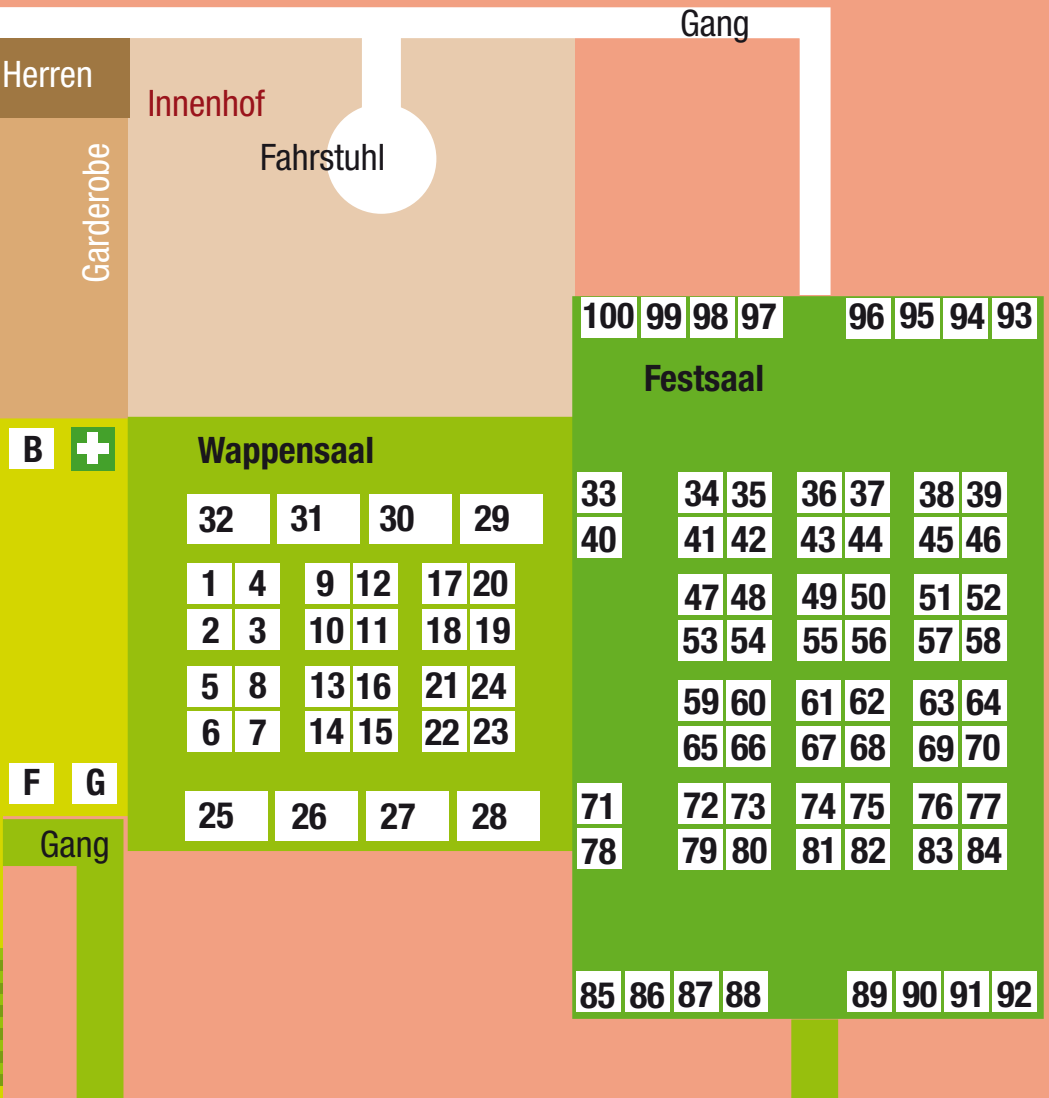 Gang
Herren
Innenhof
Fahrstuhl
Garderobe
100 99 98 97 96 95 94 93
Festsaal
B
Wappensaal
32 31 30 29
1 4 9 12 17 20
2 3 10 11 18 19
5 8 13 16 21 24
6 7 14 15 22 23
25 26 27 28
33 34 35 36 37 38 39
40 41 42 43 44 45 46
47 48 49 50 51 52
53 54 55 56 57 58
59 60 61 62 63 64
65 66 67 68 69 70
71 72 73 74 75 76 77
78 79 80 81 82 83 84
85 86 87 88 89 90 91 92
F G
Gang